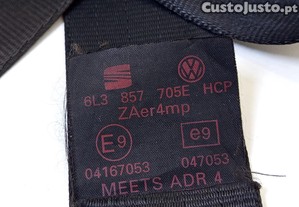 CustoJusto.pt
6L3 857 705E HCP
ZAer4mp
E9 e9
04167053 047053
MEETS ADR 4